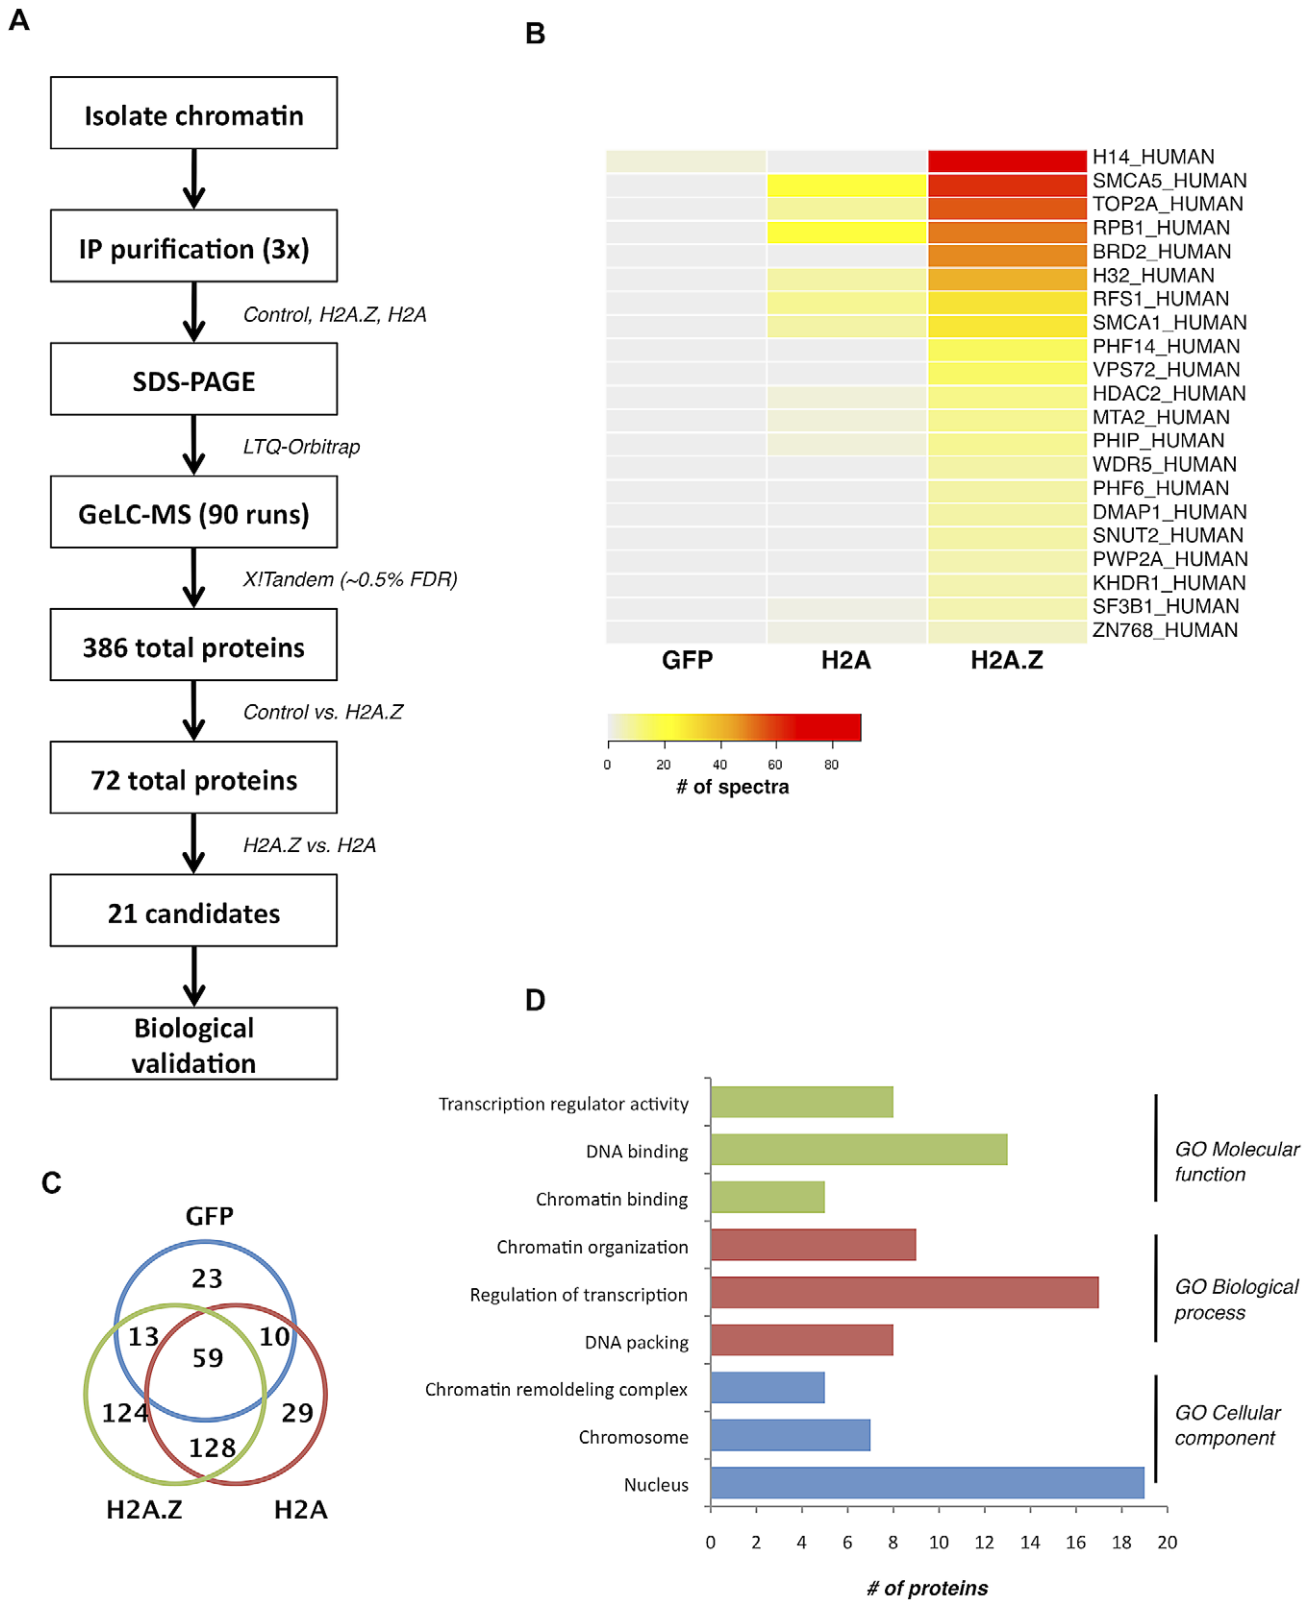 A
Isolate chromatin
IP purification (3x)
Control, H2A.Z, H2A
SDS-PAGE
LTQ-Orbitrap
GeLC-MS (90 runs)
X!Tandem (~0.5% FDR)
386 total proteins
Control vs. H2A.Z
72 total proteins
H2A.Z vs. H2A
21 candidates
Biological
validation
B
H14_HUMAN
SMCA5_HUMAN
TOP2A_HUMAN
RPB1_HUMAN
BRD2_HUMAN
H32_HUMAN
RFS1_HUMAN
SMCA1_HUMAN
PHF14_HUMAN
VPS72_HUMAN
HDAC2_HUMAN
MTA2_HUMAN
PHIP_HUMAN
WDR5_HUMAN
PHF6_HUMAN
DMAP1_HUMAN
SNUT2_HUMAN
PWP2A_HUMAN
KHDR1_HUMAN
SF3B1_HUMAN
ZN768_HUMAN
GFP H2A H2A.Z
0 20 40 60 80
# of spectra
C
GFP
23
13 10
59
124 29
128
H2A.Z H2A
D
Transcription regulator activity
DNA binding
Chromatin binding
Chromatin organization
Regulation of transcription
DNA packing
Chromatin remoldeling complex
Chromosome
Nucleus
GO Molecular
function
GO Biological
process
GO Cellular
component
0 2 4 6 8 10 12 14 16 18 20
# of proteins